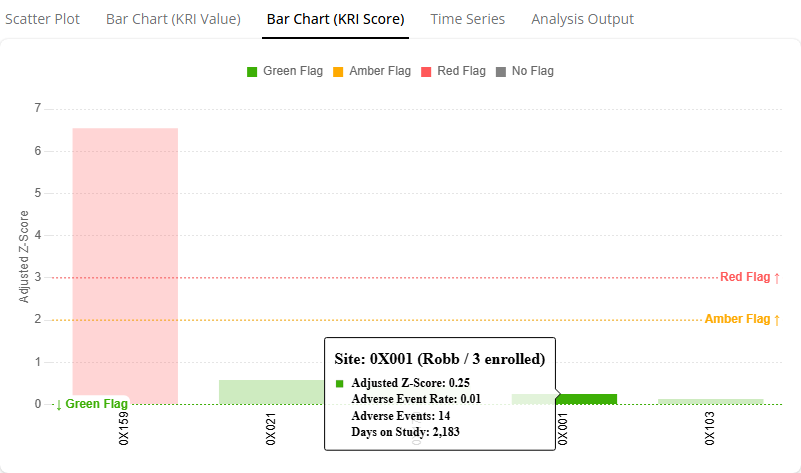 Scatter Plot Bar Chart (KRI Value) Bar Chart (KRI Score) Time Series Analysis Output
Green Flag Amber Flag Red Flag No Flag
Adjusted Z-Score
7
6
5
4
3
2
1
0
Red Flag ↑
Amber Flag ↑
↓ Green Flag
Site: 0X001 (Robb / 3 enrolled)
Adjusted Z-Score: 0.25
Adverse Event Rate: 0.01
Adverse Events: 14
Days on Study: 2,183
0X159
0X021
0X001
0X103